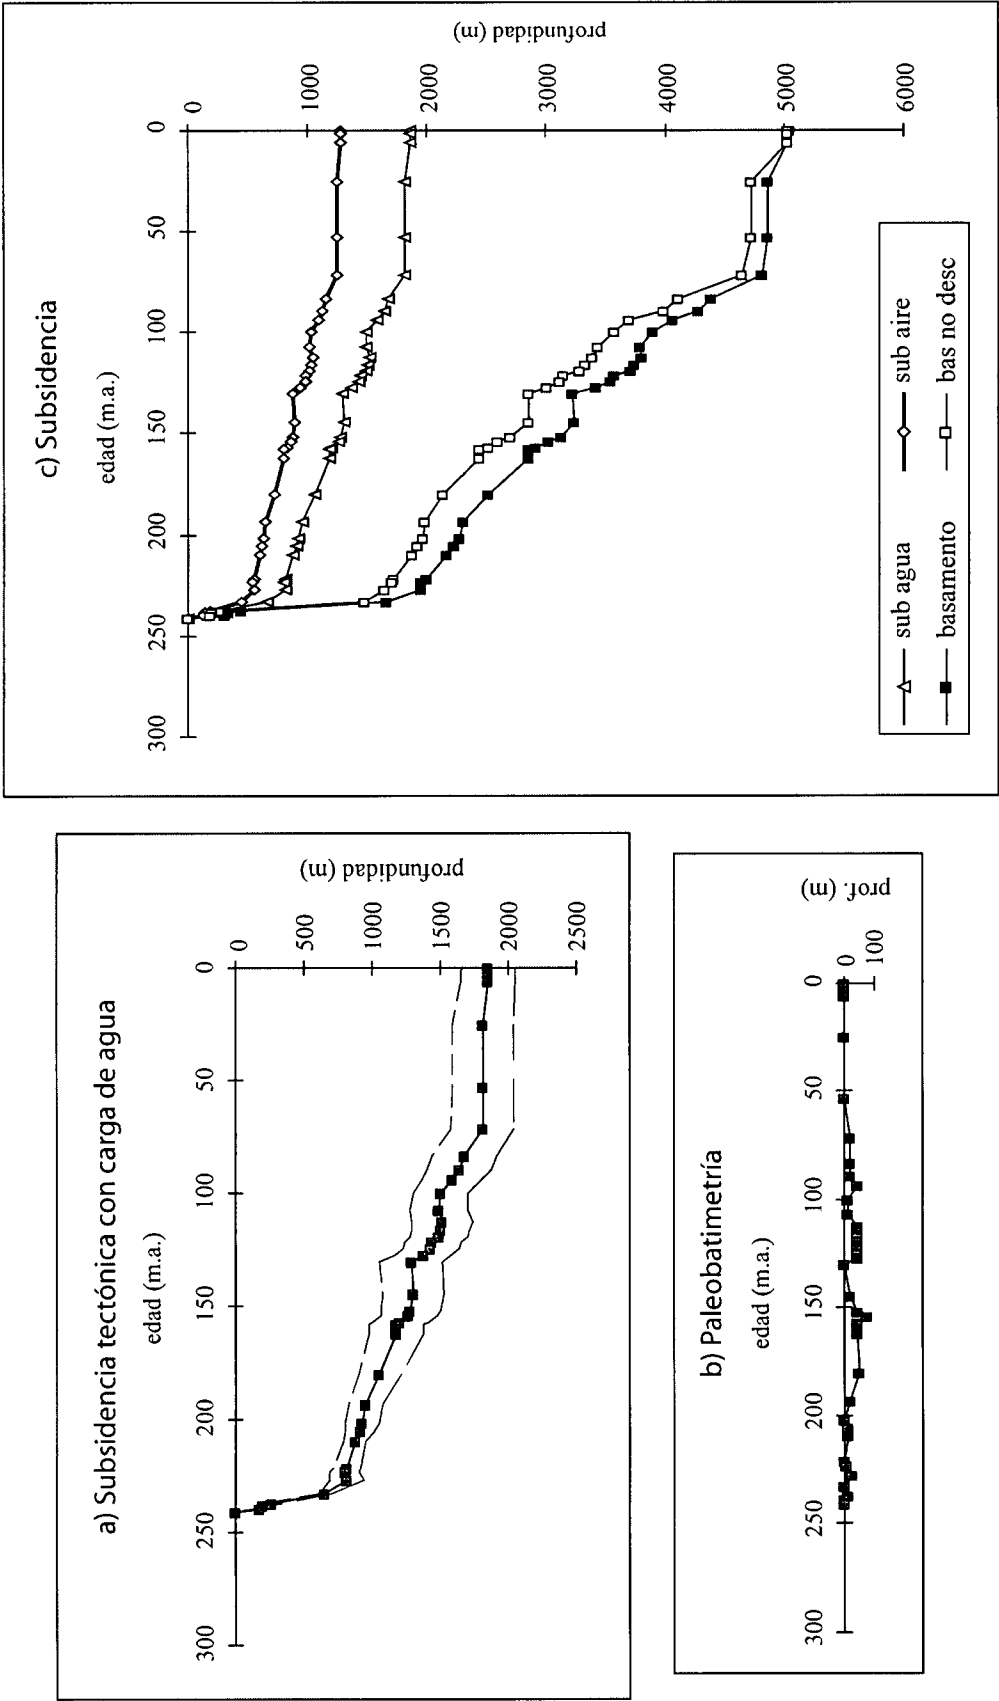 a) Subsidencia tectónica con carga de agua
edad (m.a.)
300 250 200 150 100 50 0
0
500
1000
1500
2000
2500
profundidad (m)
b) Paleobatimetría
edad (m.a.)
300 250 200 150 100 50 0
0
100
prof. (m)
c) Subsidencia
edad (m.a.)
300 250 200 150 100 50 0
0
1000
2000
3000
4000
5000
6000
profundidad (m)
sub agua sub aire
basamento bas no desc